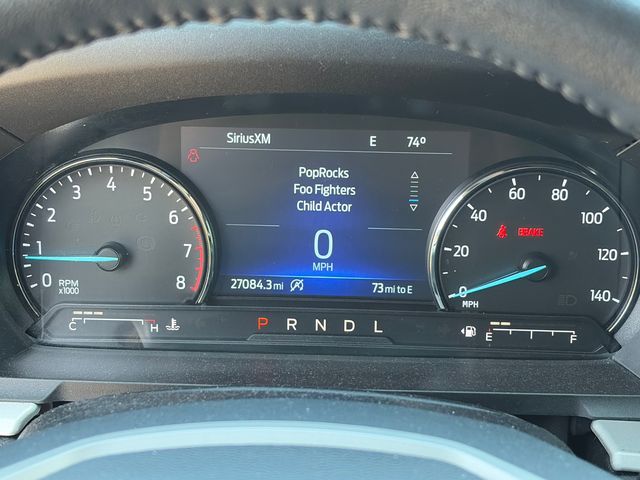 SiriusXM E 74°
PopRocks
Foo Fighters
Child Actor
0
MPH
27084.3 mi 73 mi to E
0 1 2 3 4 5 6 7 8
RPM
x1000
0 20 40 60 80 100 120 140
BRAKE
MPH
C H
P R N D L
E F